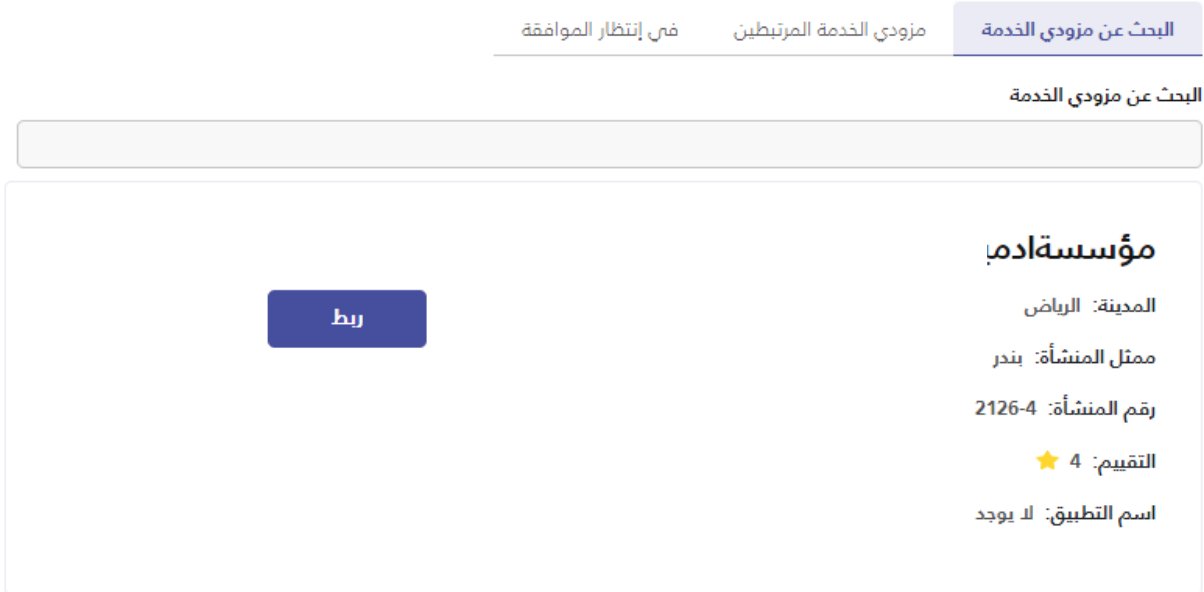 البحث عن مزودي الخدمة مزودي الخدمة المرتبطين في إنتظار الموافقة
البحث عن مزودي الخدمة
مؤسسةادم
المدينة: الرياض
ربط
ممثل المنشأة: بندر
رقم المنشأة: 2126-4
التقييم: 4
اسم التطبيق: لا يوجد